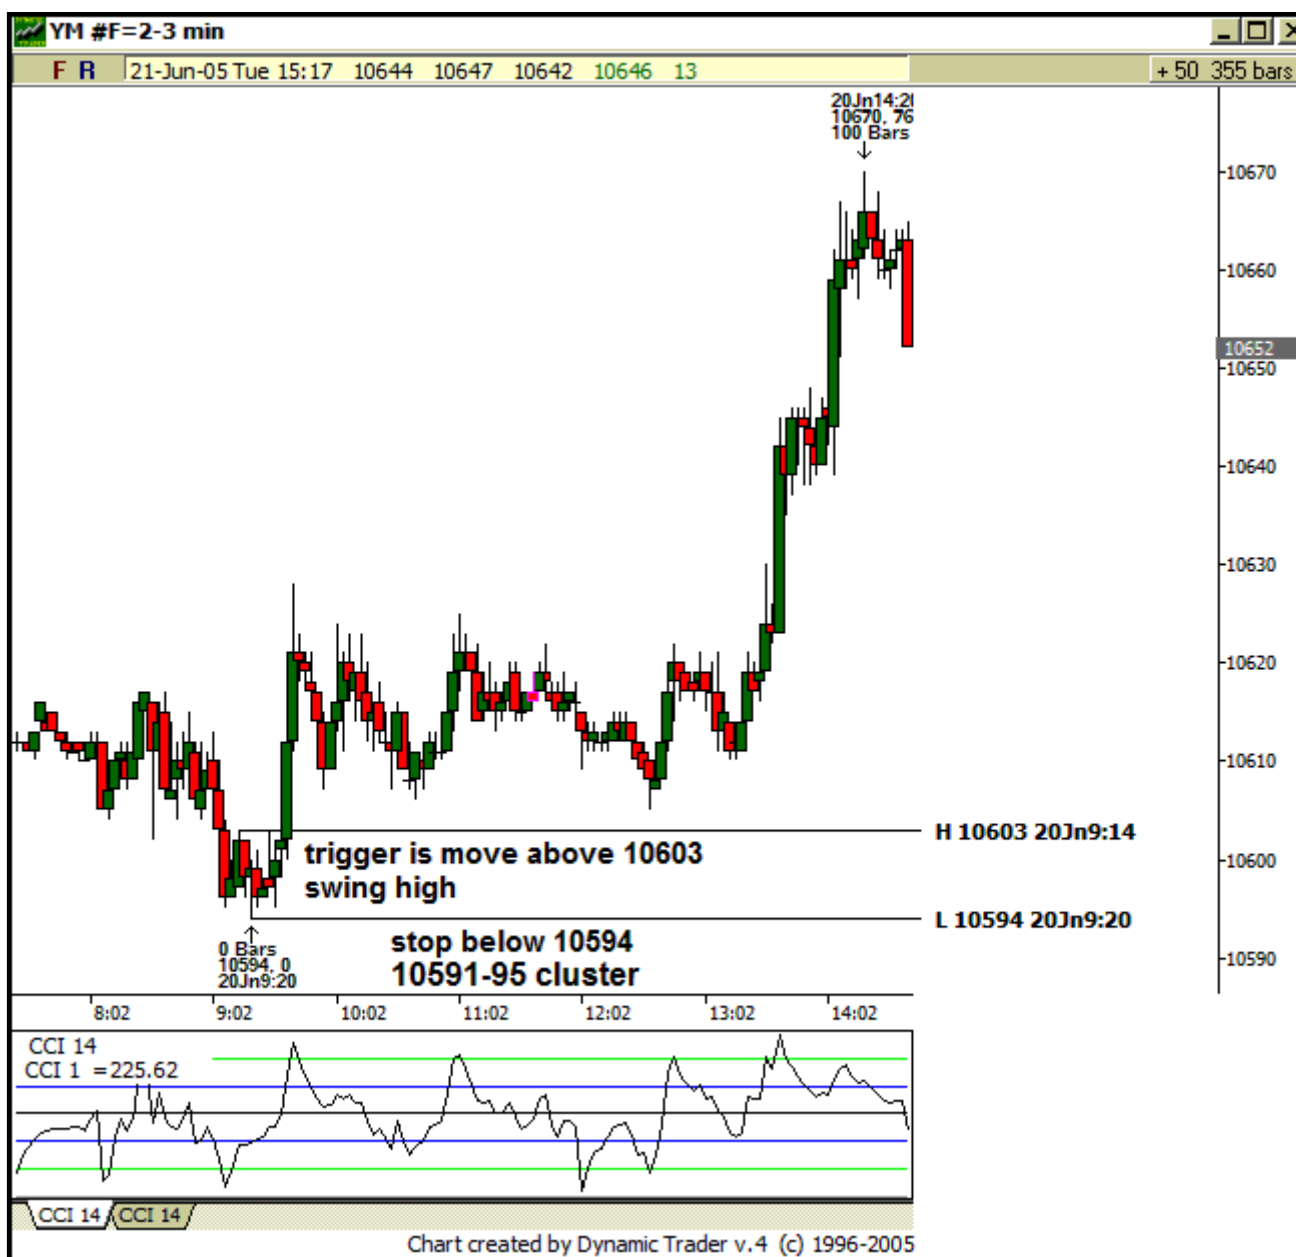 YM #F=2-3 min
F R 21-Jun-05 Tue 15:17 10644 10647 10642 10646 13 +50 355 bars
20Jn14:20
10670, 76
100 Bars
10670
10660
10652
10650
10640
10630
10620
10610
H 10603 20Jn9:14
trigger is move above 10603
swing high
10600
L 10594 20Jn9:20
stop below 10594
10591-95 cluster
0 Bars
10594, 0
20Jn9:20
10590
8:02 9:02 10:02 11:02 12:02 13:02 14:02
CCI 14
CCI 1 =225.62
CCI 14 CCI 14
Chart created by Dynamic Trader v.4 (c) 1996-2005